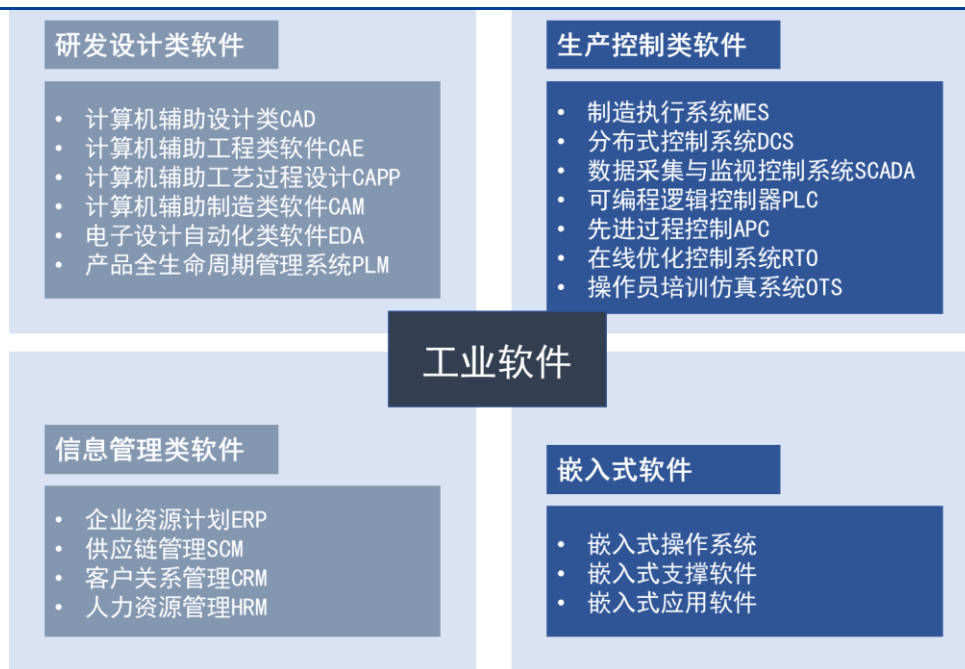 研发设计类软件
• 计算机辅助设计类CAD
• 计算机辅助工程类软件CAE
• 计算机辅助工艺过程设计CAPP
• 计算机辅助制造类软件CAM
• 电子设计自动化类软件EDA
• 产品全生命周期管理系统PLM
生产控制类软件
• 制造执行系统MES
• 分布式控制系统DCS
• 数据采集与监视控制系统SCADA
• 可编程逻辑控制器PLC
• 先进过程控制APC
• 在线优化控制系统RTO
• 操作员培训仿真系统OTS
工业软件
信息管理类软件
• 企业资源计划ERP
• 供应链管理SCM
• 客户关系管理CRM
• 人力资源管理HRM
嵌入式软件
• 嵌入式操作系统
• 嵌入式支撑软件
• 嵌入式应用软件